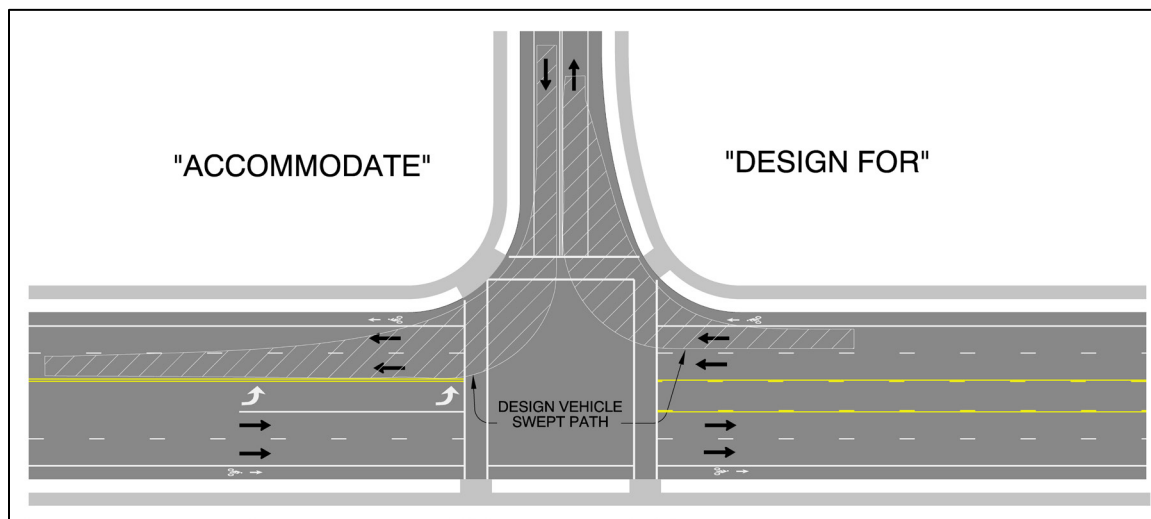 "ACCOMMODATE"
"DESIGN FOR"
DESIGN VEHICLE
SWEPT PATH